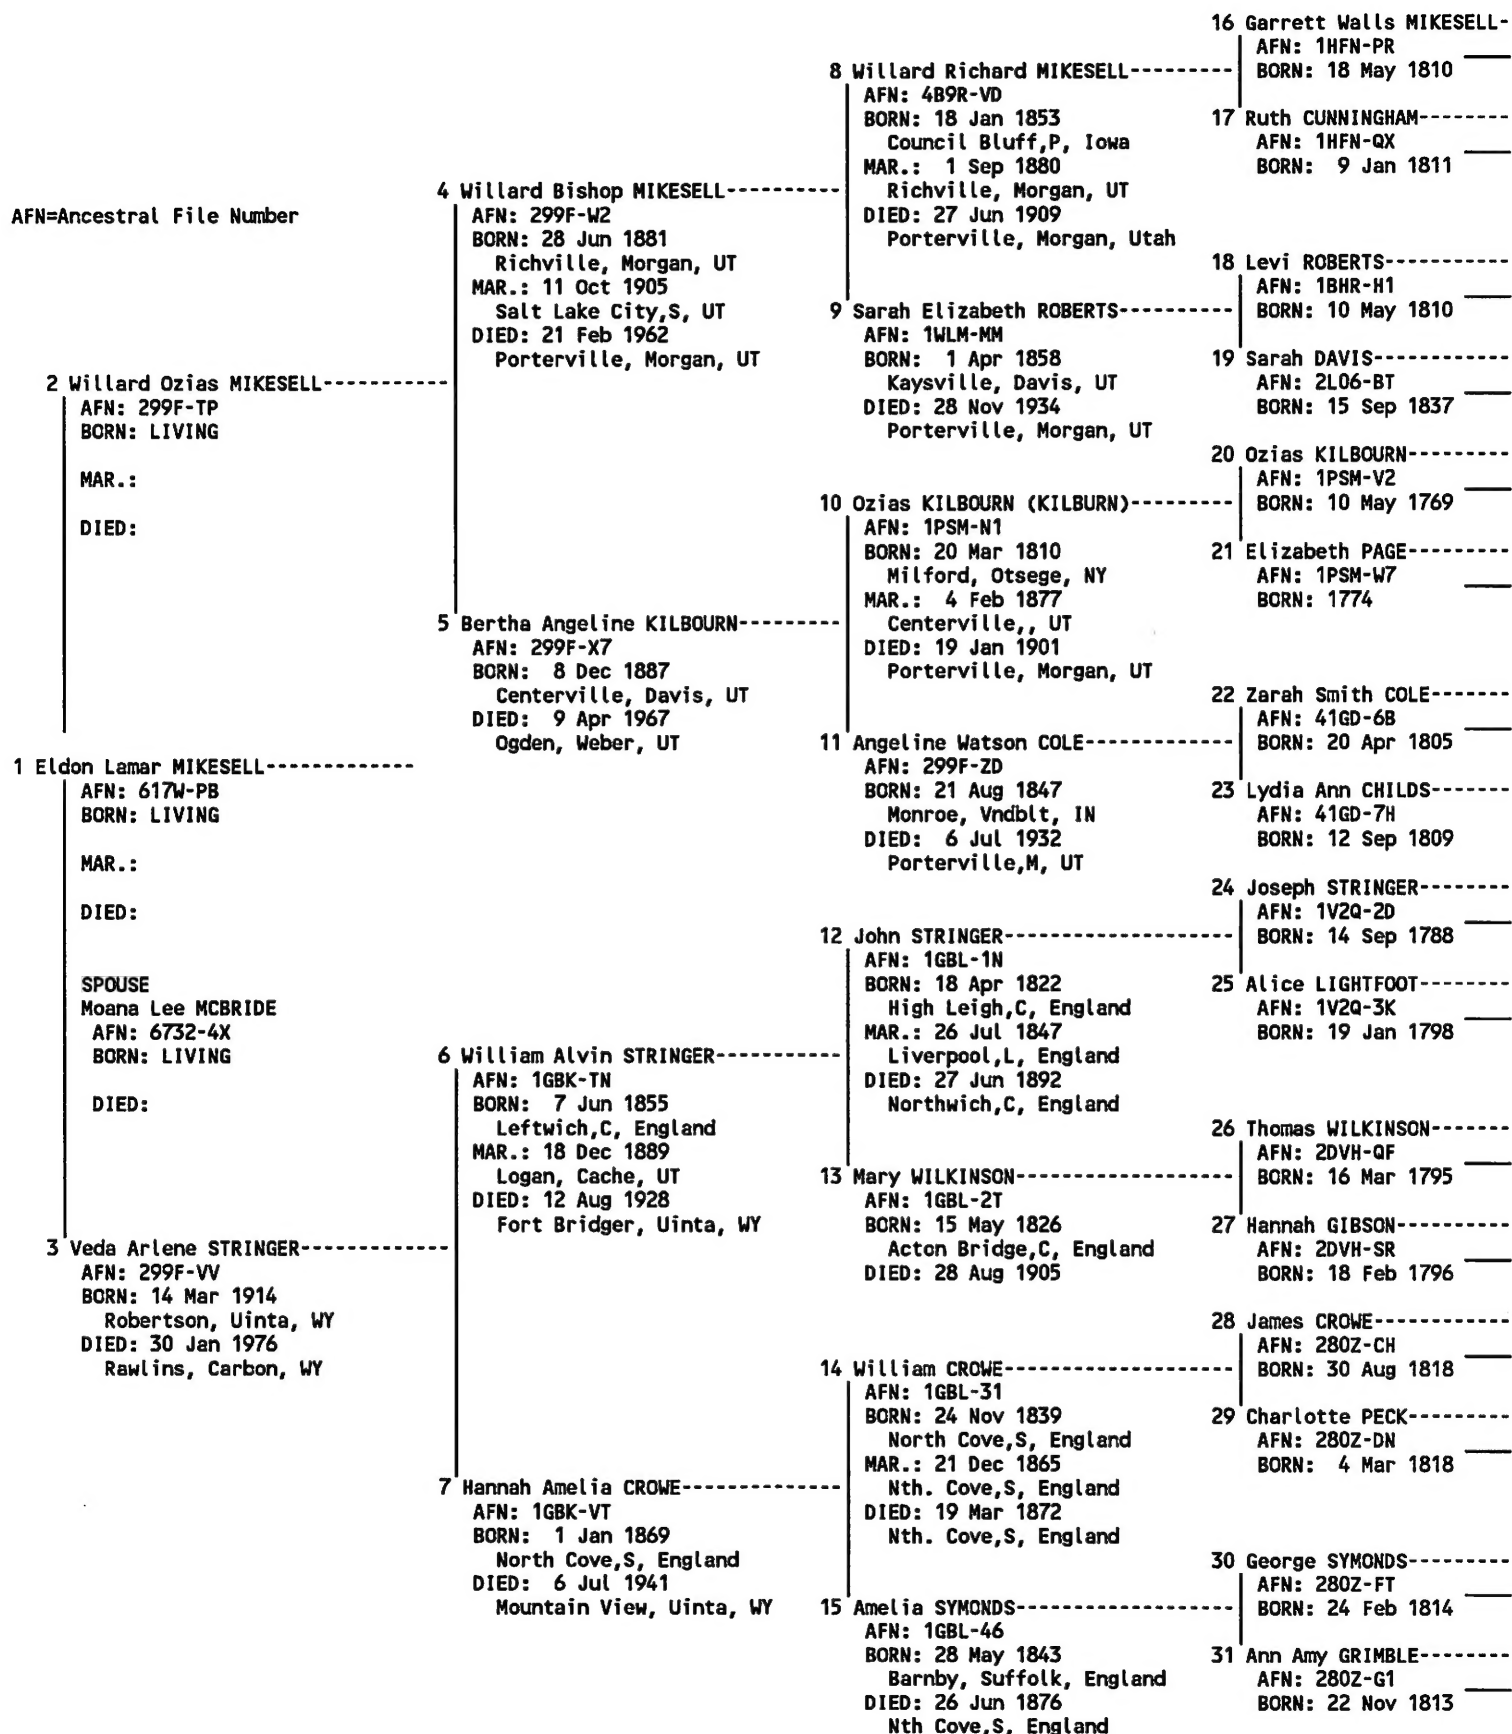 AFN=Ancestral File Number
1 Eldon Lamar MIKESELL-------------
AFN: 617W-PB
BORN: LIVING
MAR.:
DIED:
SPOUSE
Moana Lee MCBRIDE
AFN: 6732-4X
BORN: LIVING
DIED:
2 Willard Ozias MIKESELL-----------
AFN: 299F-TP
BORN: LIVING
MAR.:
DIED:
3 Veda Arlene STRINGER-------------
AFN: 299F-VV
BORN: 14 Mar 1914
Robertson, Uinta, WY
DIED: 30 Jan 1976
Rawlins, Carbon, WY
4 Willard Bishop MIKESELL----------
AFN: 299F-W2
BORN: 28 Jun 1881
Richville, Morgan, UT
MAR.: 11 Oct 1905
Salt Lake City,S, UT
DIED: 21 Feb 1962
Porterville, Morgan, UT
5 Bertha Angeline KILBOURN---------
AFN: 299F-X7
BORN: 8 Dec 1887
Centerville, Davis, UT
DIED: 9 Apr 1967
Ogden, Weber, UT
6 William Alvin STRINGER-----------
AFN: 1GBK-TN
BORN: 7 Jun 1855
Leftwich,C, England
MAR.: 18 Dec 1889
Logan, Cache, UT
DIED: 12 Aug 1928
Fort Bridger, Uinta, WY
7 Hannah Amelia CROWE--------------
AFN: 1GBK-VT
BORN: 1 Jan 1869
North Cove,S, England
DIED: 6 Jul 1941
Mountain View, Uinta, WY
8 Willard Richard MIKESELL---------
AFN: 4B9R-VD
BORN: 18 Jan 1853
Council Bluff,P, Iowa
MAR.: 1 Sep 1880
Richville, Morgan, UT
DIED: 27 Jun 1909
Porterville, Morgan, Utah
9 Sarah Elizabeth ROBERTS----------
AFN: 1WLM-MM
BORN: 1 Apr 1858
Kaysville, Davis, UT
DIED: 28 Nov 1934
Porterville, Morgan, UT
10 Ozias KILBOURN (KILBURN)---------
AFN: 1PSM-N1
BORN: 20 Mar 1810
Milford, Otsege, NY
MAR.: 4 Feb 1877
Centerville,, UT
DIED: 19 Jan 1901
Porterville, Morgan, UT
11 Angeline Watson COLE-------------
AFN: 299F-ZD
BORN: 21 Aug 1847
Monroe, Vndblt, IN
DIED: 6 Jul 1932
Porterville,M, UT
12 John STRINGER--------------------
AFN: 1GBL-1N
BORN: 18 Apr 1822
High Leigh,C, England
MAR.: 26 Jul 1847
Liverpool,L, England
DIED: 27 Jun 1892
Northwich,C, England
13 Mary WILKINSON-------------------
AFN: 1GBL-2T
BORN: 15 May 1826
Acton Bridge,C, England
DIED: 28 Aug 1905
14 William CROWE--------------------
AFN: 1GBL-31
BORN: 24 Nov 1839
North Cove,S, England
MAR.: 21 Dec 1865
Nth. Cove,S, England
DIED: 19 Mar 1872
Nth. Cove,S, England
15 Amelia SYMONDS-------------------
AFN: 1GBL-46
BORN: 28 May 1843
Barnby, Suffolk, England
DIED: 26 Jun 1876
Nth Cove,S, England
16 Garrett Walls MIKESELL-
AFN: 1HFN-PR
BORN: 18 May 1810
17 Ruth CUNNINGHAM--------
AFN: 1HFN-QX
BORN: 9 Jan 1811
18 Levi ROBERTS-----------
AFN: 1BHR-H1
BORN: 10 May 1810
19 Sarah DAVIS------------
AFN: 2L06-BT
BORN: 15 Sep 1837
20 Ozias KILBOURN---------
AFN: 1PSM-V2
BORN: 10 May 1769
21 Elizabeth PAGE---------
AFN: 1PSM-W7
BORN: 1774
22 Zarah Smith COLE-------
AFN: 41GD-6B
BORN: 20 Apr 1805
23 Lydia Ann CHILDS-------
AFN: 41GD-7H
BORN: 12 Sep 1809
24 Joseph STRINGER--------
AFN: 1V2Q-2D
BORN: 14 Sep 1788
25 Alice LIGHTFOOT--------
AFN: 1V2Q-3K
BORN: 19 Jan 1798
26 Thomas WILKINSON-------
AFN: 2DVH-QF
BORN: 16 Mar 1795
27 Hannah GIBSON----------
AFN: 2DVH-SR
BORN: 18 Feb 1796
28 James CROWE------------
AFN: 280Z-CH
BORN: 30 Aug 1818
29 Charlotte PECK---------
AFN: 280Z-DN
BORN: 4 Mar 1818
30 George SYMONDS---------
AFN: 280Z-FT
BORN: 24 Feb 1814
31 Ann Amy GRIMBLE--------
AFN: 280Z-G1
BORN: 22 Nov 1813